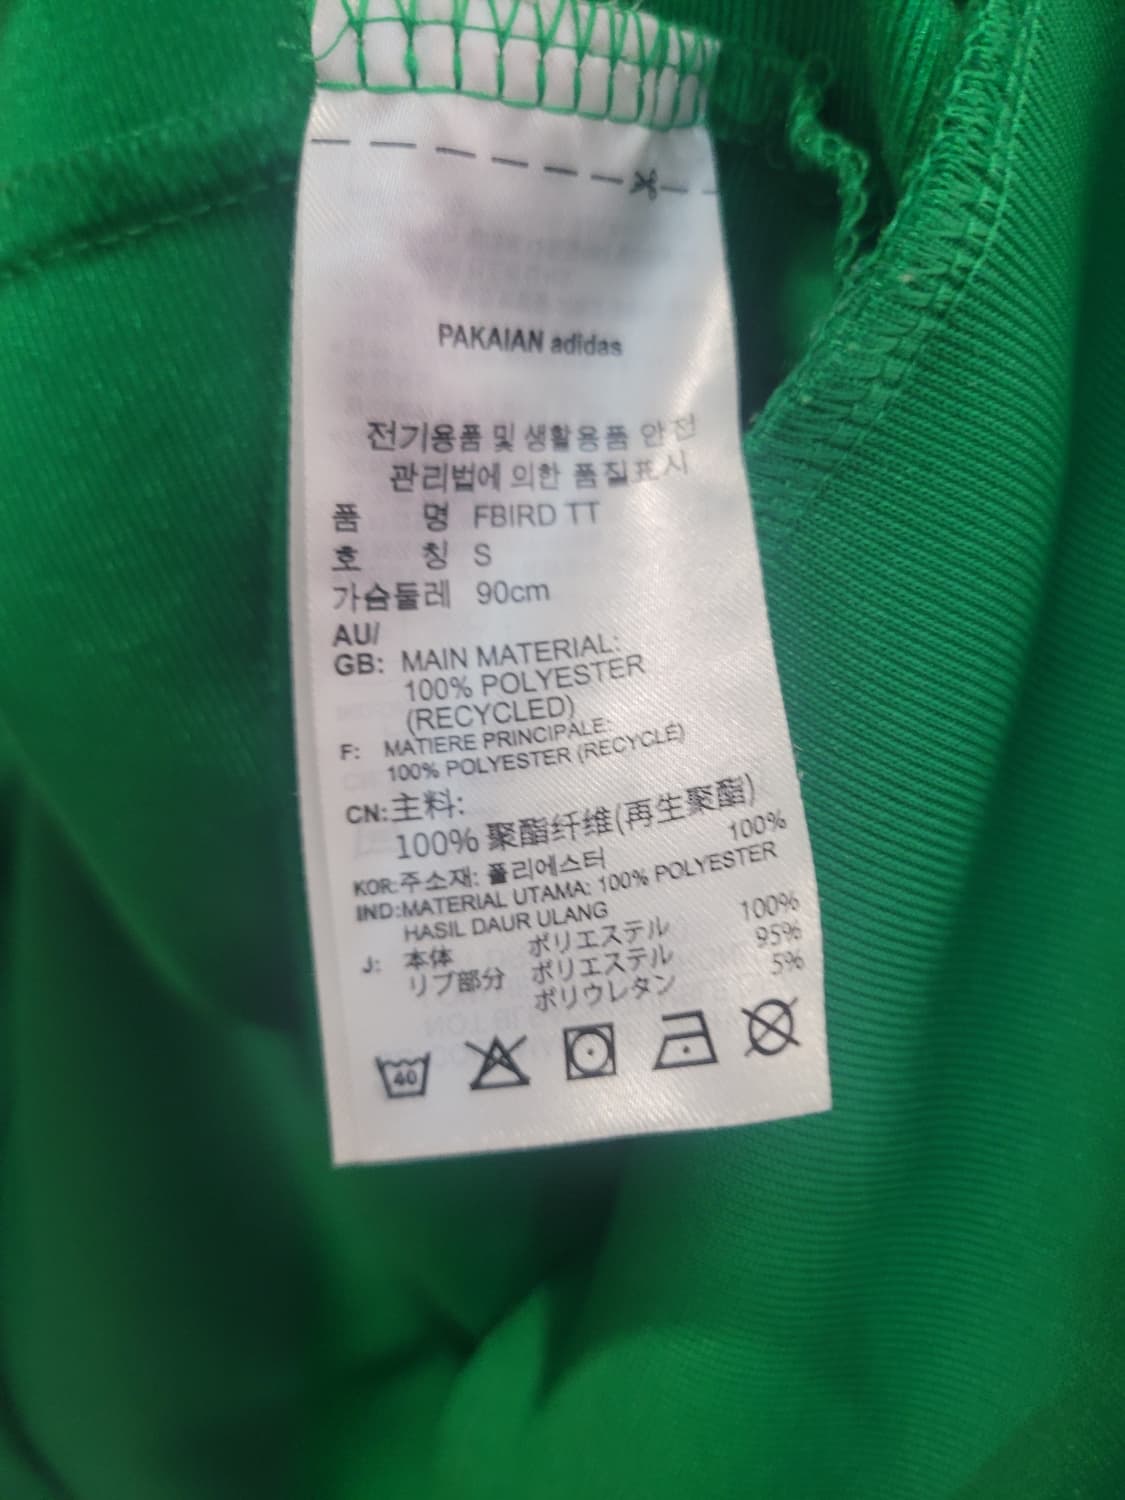 PAKAIAN adidas
전기용품 및 생활용품 안전
관리법에 의한 품질표시
품 명 FBIRD TT
호 칭 S
가슴둘레 90cm
AU/
GB: MAIN MATERIAL:
100% POLYESTER
(RECYCLED)
F: MATIERE PRINCIPALE:
100% POLYESTER (RECYCLÉ)
CN:主料:
100% 聚酯纤维(再生聚酯)
KOR:주소재: 폴리에스터 100%
IND:MATERIAL UTAMA: 100% POLYESTER
HASIL DAUR ULANG
J: 本体 ポリエステル 100%
リブ部分 ポリエステル 95%
ポリウレタン 5%
40